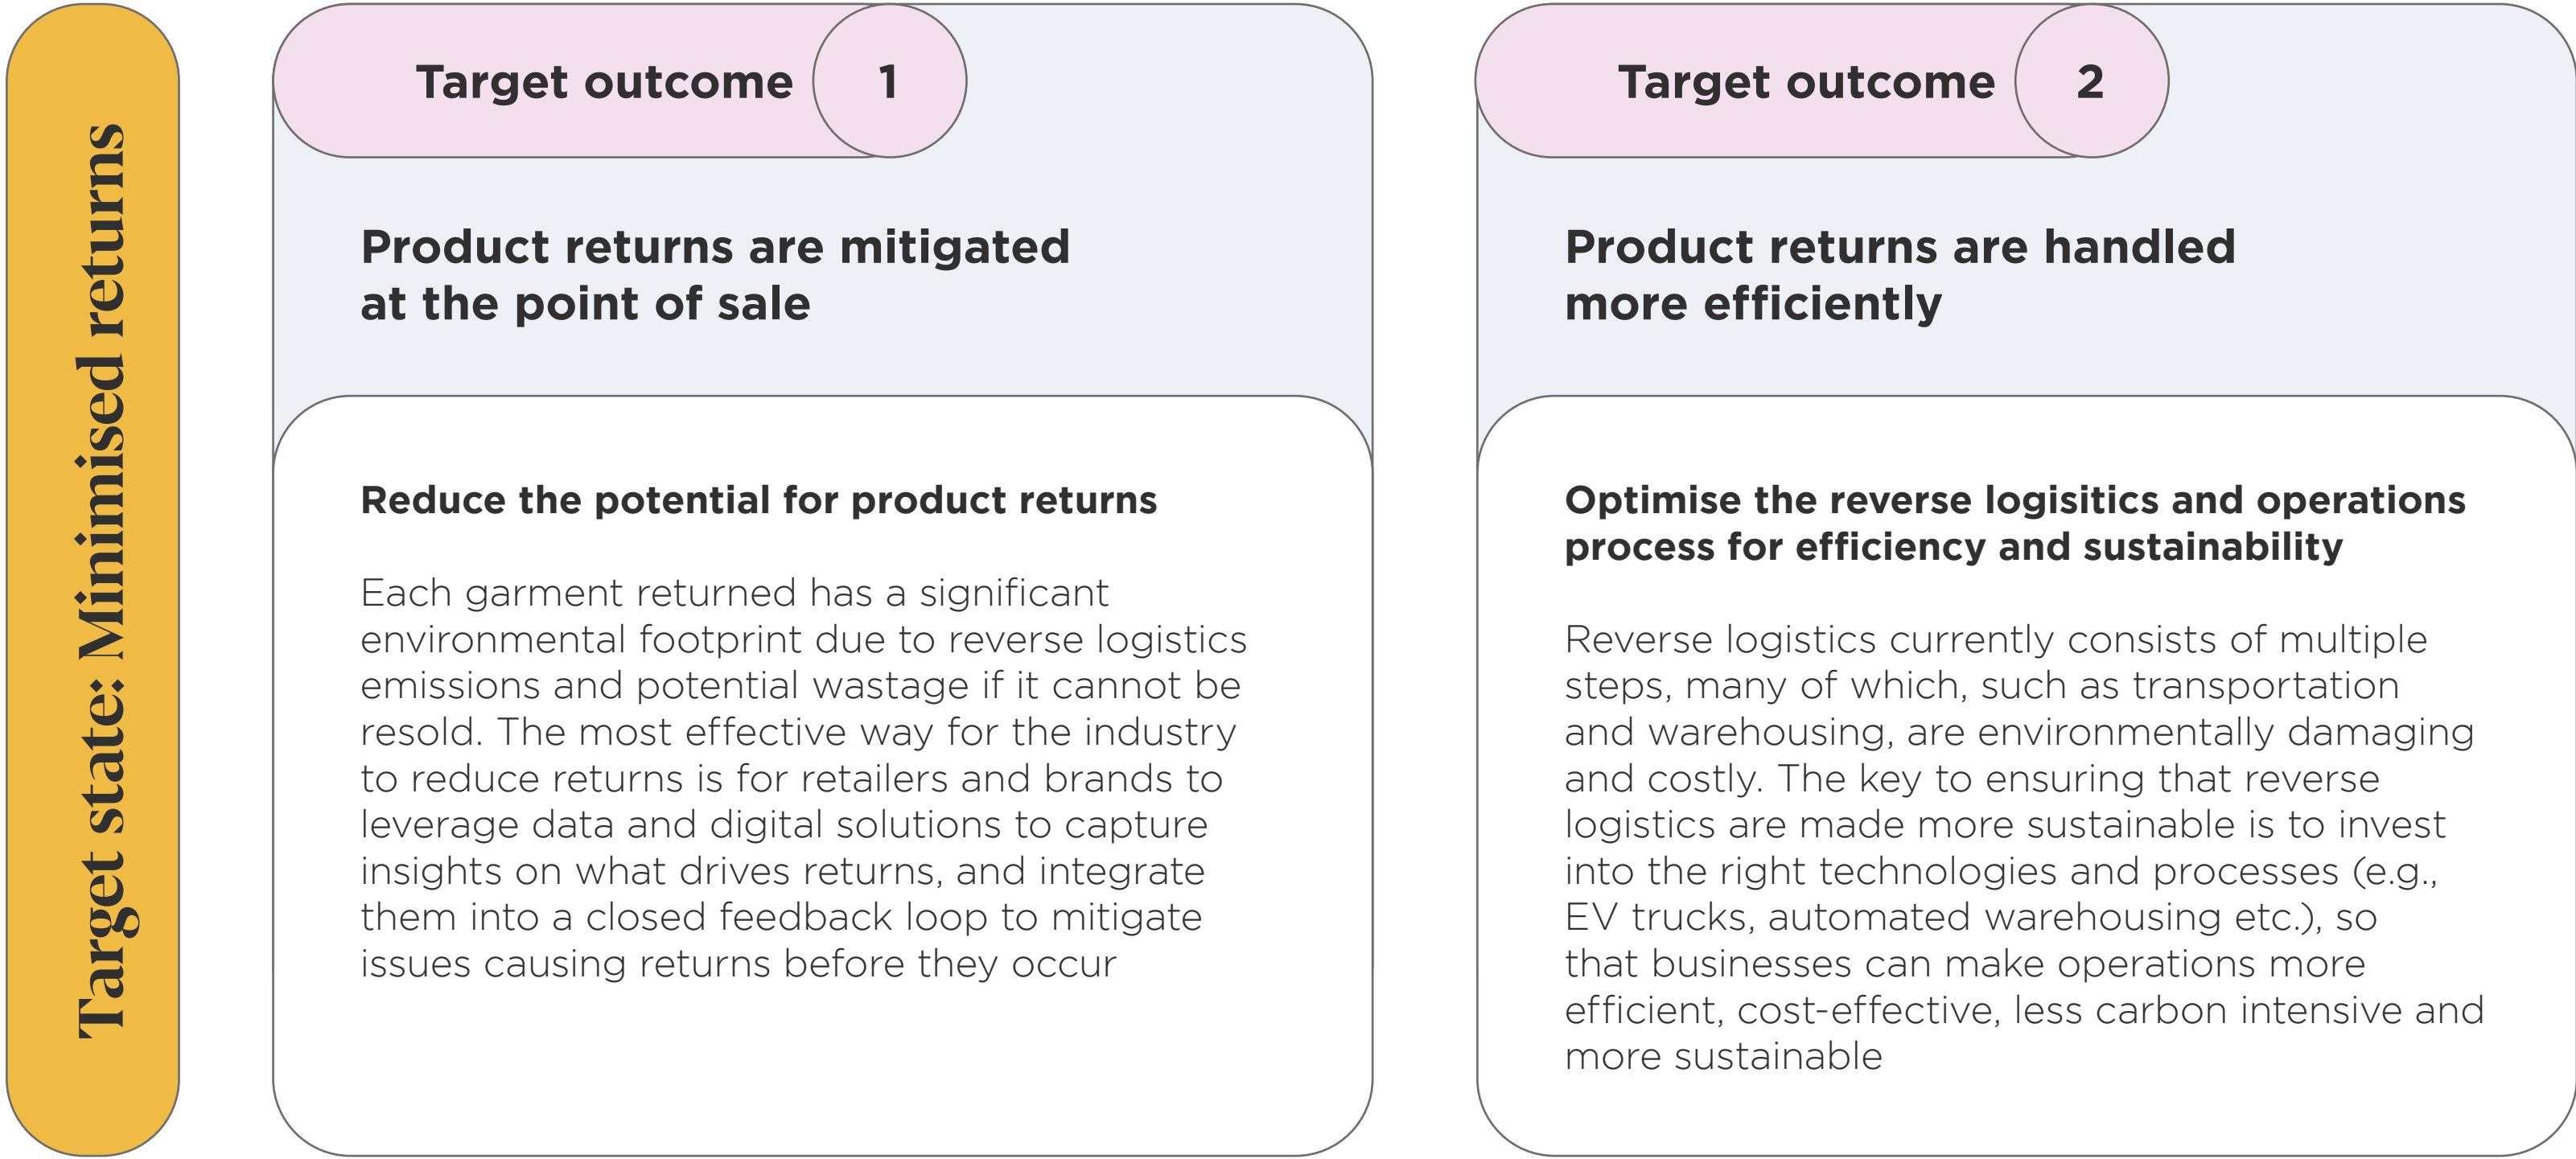 Target state: Minimised returns
Target outcome 1
Product returns are mitigated
at the point of sale
Reduce the potential for product returns
Each garment returned has a significant
environmental footprint due to reverse logistics
emissions and potential wastage if it cannot be
resold. The most effective way for the industry
to reduce returns is for retailers and brands to
leverage data and digital solutions to capture
insights on what drives returns, and integrate
them into a closed feedback loop to mitigate
issues causing returns before they occur
Target outcome 2
Product returns are handled
more efficiently
Optimise the reverse logisitics and operations
process for efficiency and sustainability
Reverse logistics currently consists of multiple
steps, many of which, such as transportation
and warehousing, are environmentally damaging
and costly. The key to ensuring that reverse
logistics are made more sustainable is to invest
into the right technologies and processes (e.g.,
EV trucks, automated warehousing etc.), so
that businesses can make operations more
efficient, cost-effective, less carbon intensive and
more sustainable